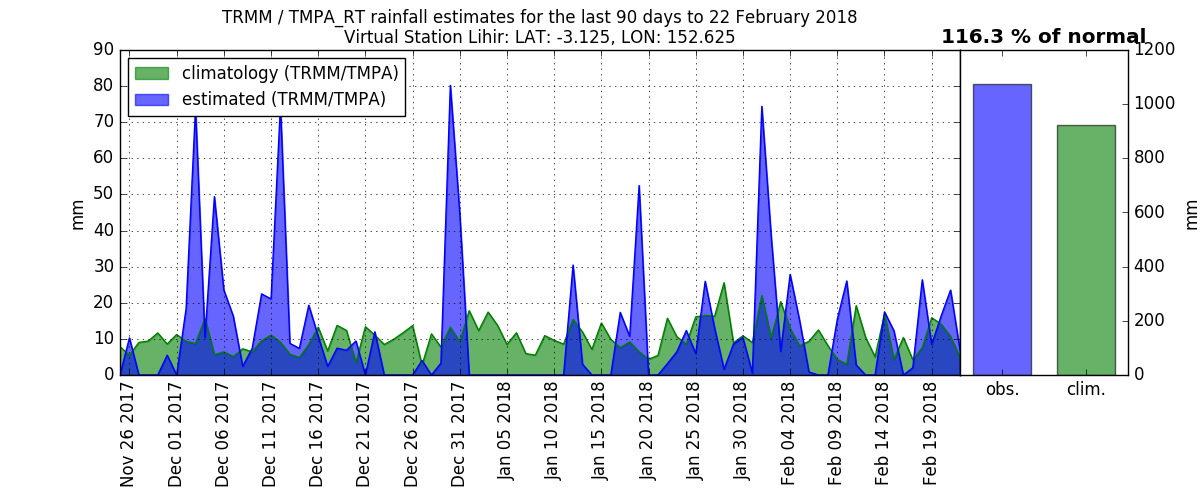 TRMM / TMPA_RT rainfall estimates for the last 90 days to 22 February 2018
Virtual Station Lihir: LAT: -3.125, LON: 152.625
116.3 % of normal
climatology (TRMM/TMPA)
estimated (TRMM/TMPA)
90
80
70
60
50
40
30
20
10
0
mm
Nov 26 2017
Dec 01 2017
Dec 06 2017
Dec 11 2017
Dec 16 2017
Dec 21 2017
Dec 26 2017
Dec 31 2017
Jan 05 2018
Jan 10 2018
Jan 15 2018
Jan 20 2018
Jan 25 2018
Jan 30 2018
Feb 04 2018
Feb 09 2018
Feb 14 2018
Feb 19 2018
1200
1000
800
600
400
200
0
mm
obs.
clim.